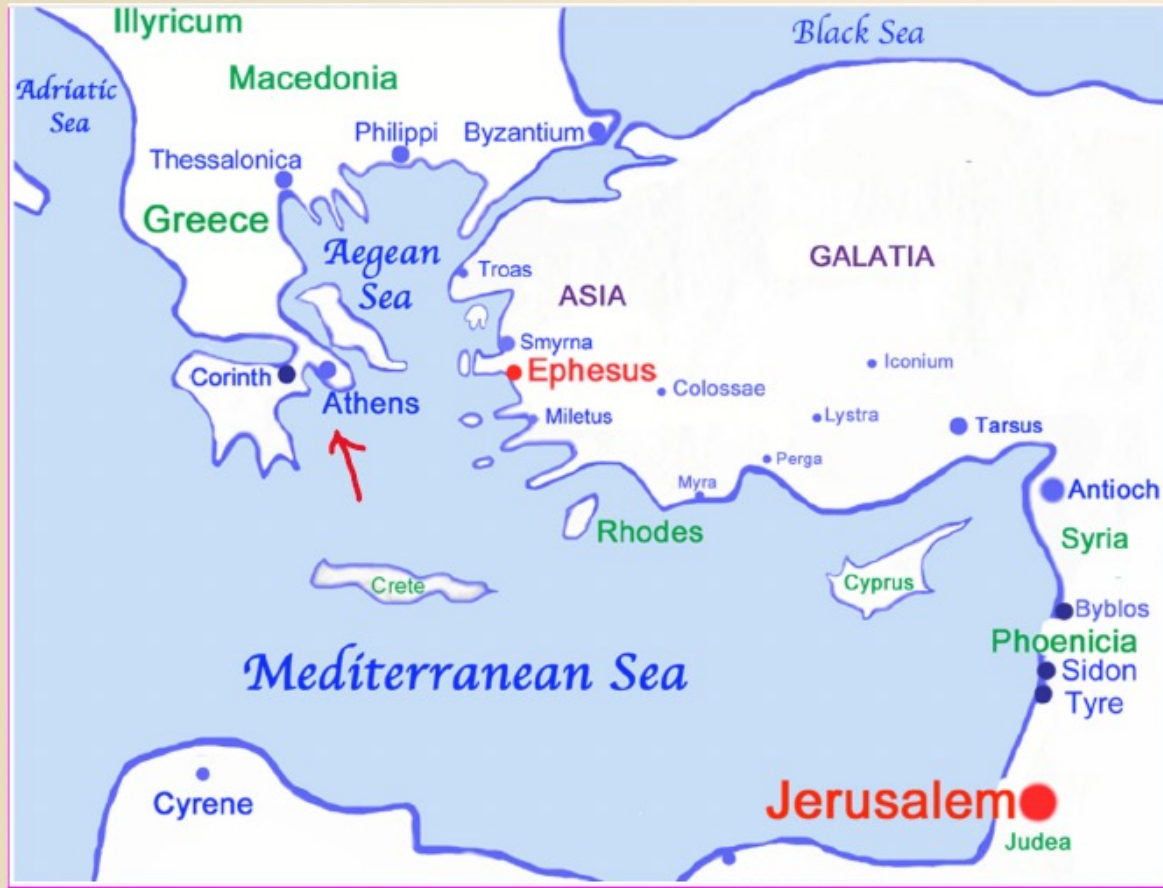 Illyricum
Black Sea
Macedonia
Adriatic
Sea
Philippi
Byzantium
Thessalonica
Greece
Aegean
Sea
Troas
GALATIA
ASIA
Smyrna
Ephesus
Iconium
Corinth
Colossae
Athens
Miletus
Lystra
Tarsus
Perga
Myra
Antioch
Rhodes
Syria
Crete
Cyprus
Byblos
Phoenicia
Mediterranean Sea
Sidon
Tyre
Cyrene
Jerusalem
Judea